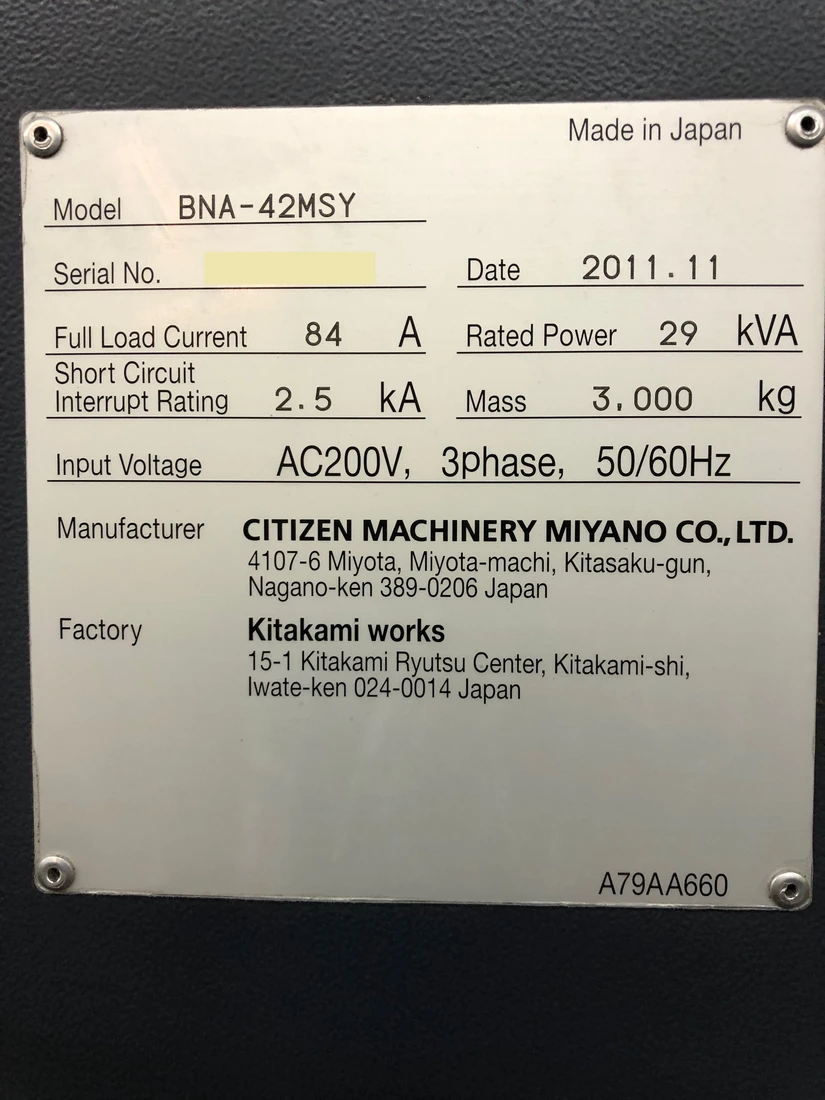 Made in Japan
Model BNA-42MSY
Serial No. Date 2011.11
Full Load Current 84 A Rated Power 29 kVA
Short Circuit
Interrupt Rating 2.5 kA Mass 3,000 kg
Input Voltage AC200V, 3phase, 50/60Hz
Manufacturer CITIZEN MACHINERY MIYANO CO., LTD.
4107-6 Miyota, Miyota-machi, Kitasaku-gun,
Nagano-ken 389-0206 Japan
Factory Kitakami works
15-1 Kitakami Ryutsu Center, Kitakami-shi,
Iwate-ken 024-0014 Japan
A79AA660